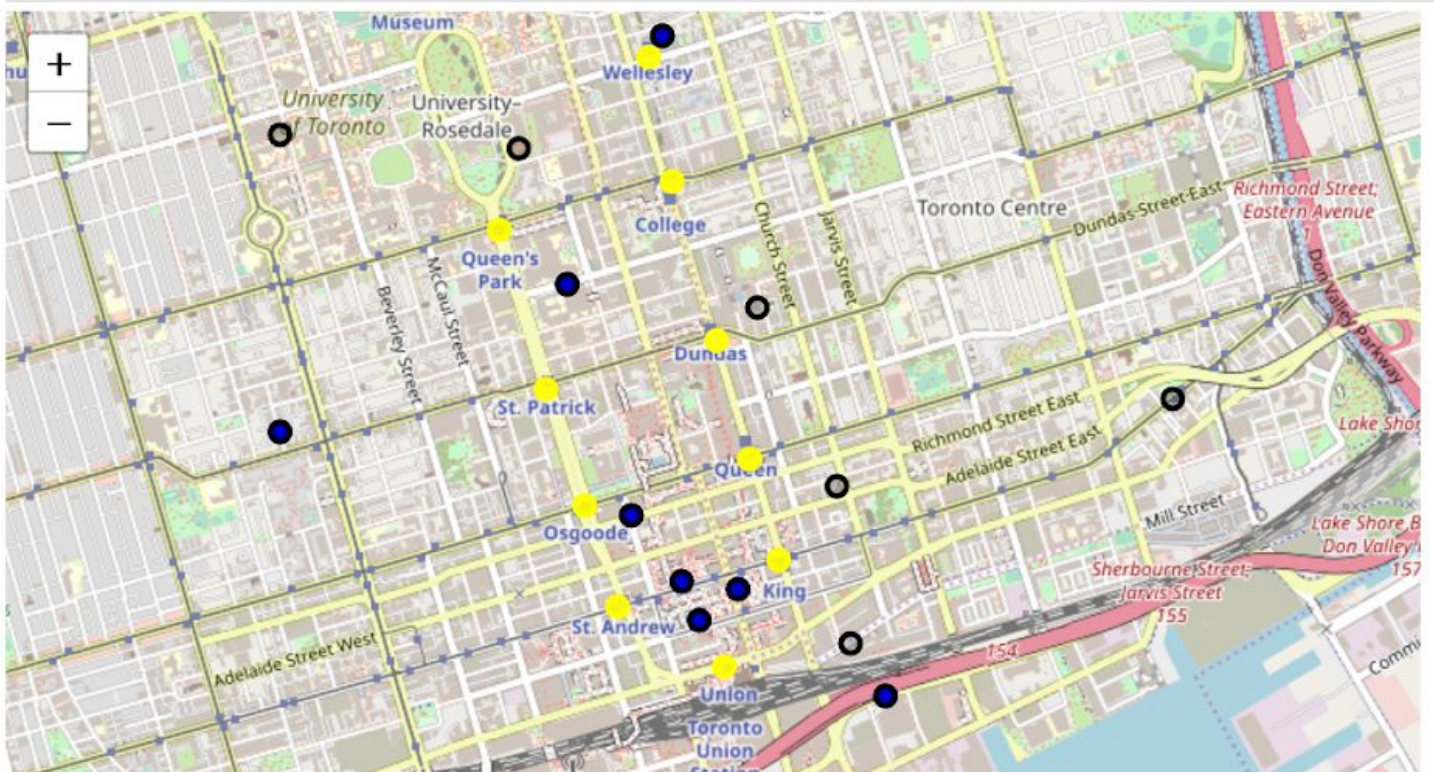 Museum
+
−
Wellesley
University
of Toronto
University–
Rosedale
College
Church Street
Jarvis Street
Toronto Centre
Dundas Street East
Richmond Street;
Eastern Avenue
Queen's
Park
McCaul Street
Beverley Street
Don Valley Parkway
Dundas
St. Patrick
Richmond Street East
Adelaide Street East
Queen
Osgoode
Mill Street
King
St. Andrew
Sherbourne Street;
Jarvis Street
155
Lake Shore B
Don Valley
157
Lake Shor
154
Adelaide Street West
Union
Toronto
Union
Station
Commi